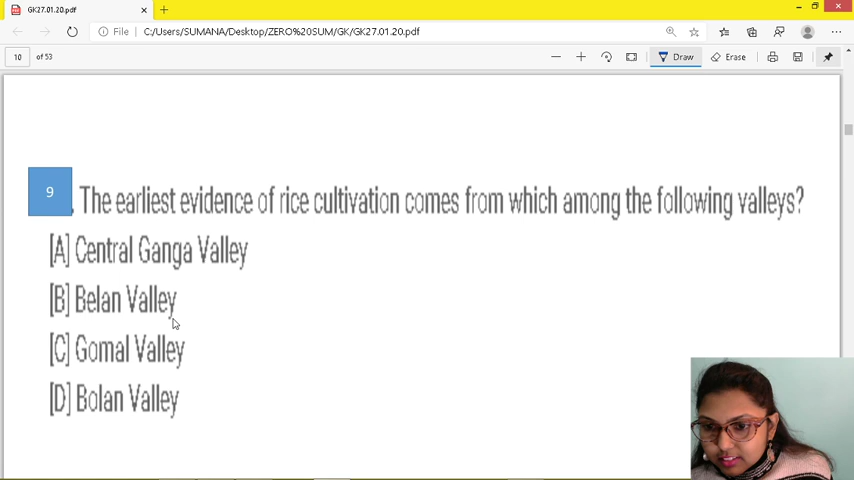 GK27.01.20.pdf
File C:/Users/SUMANA/Desktop/ZERO%20SUM/GK/GK27.01.20.pdf
10 of 53 Draw Erase
9 . The earliest evidence of rice cultivation comes from which among the following valleys?
[A] Central Ganga Valley
[B] Belan Valley
[C] Gomal Valley
[D] Bolan Valley